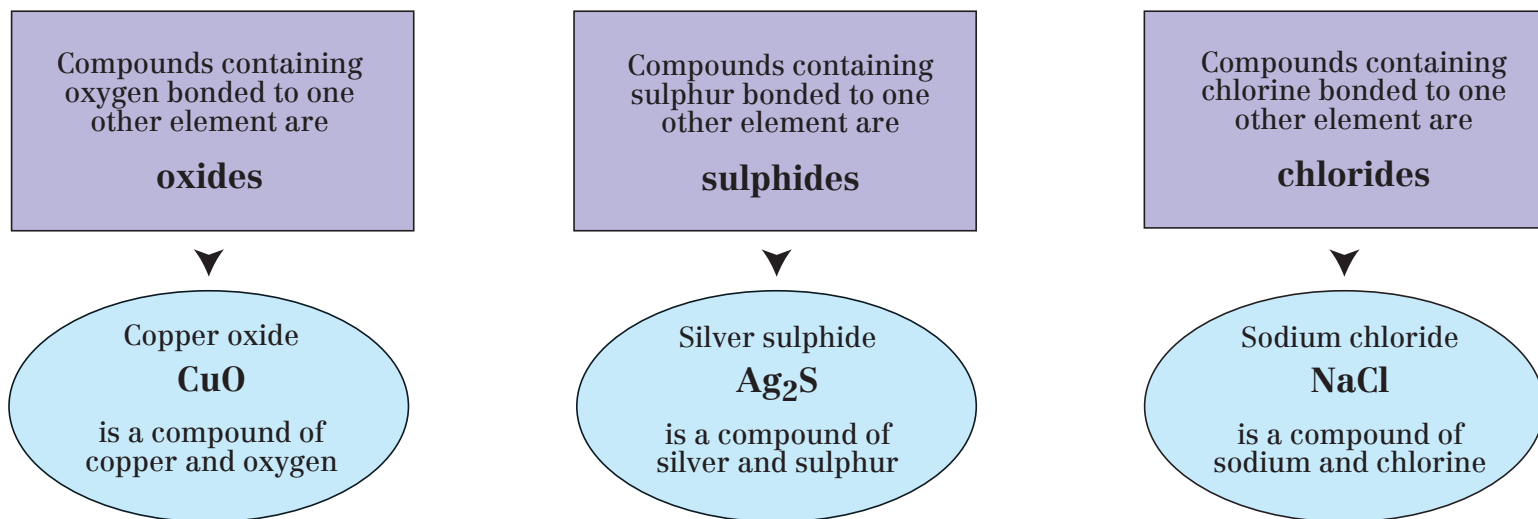 Compounds containing
oxygen bonded to one
other element are
oxides
Copper oxide
CuO
is a compound of
copper and oxygen
Compounds containing
sulphur bonded to one
other element are
sulphides
Silver sulphide
Ag₂S
is a compound of
silver and sulphur
Compounds containing
chlorine bonded to one
other element are
chlorides
Sodium chloride
NaCl
is a compound of
sodium and chlorine